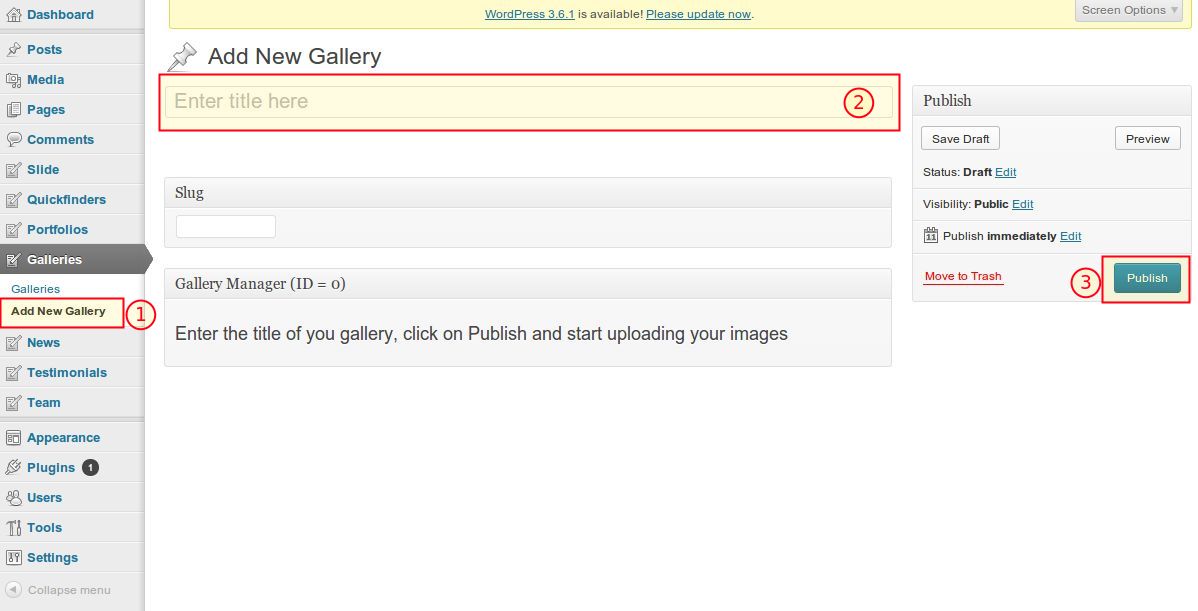 Dashboard
Posts
Media
Pages
Comments
Slide
Quickfinders
Portfolios
Galleries
Galleries
Add New Gallery
1
News
Testimonials
Team
Appearance
Plugins 1
Users
Tools
Settings
Collapse menu
WordPress 3.6.1 is available! Please update now.
Screen Options
Add New Gallery
Enter title here
2
Slug
Gallery Manager (ID = 0)
Enter the title of you gallery, click on Publish and start uploading your images
Publish
Save Draft Preview
Status: Draft Edit
Visibility: Public Edit
11 Publish immediately Edit
Move to Trash 3 Publish